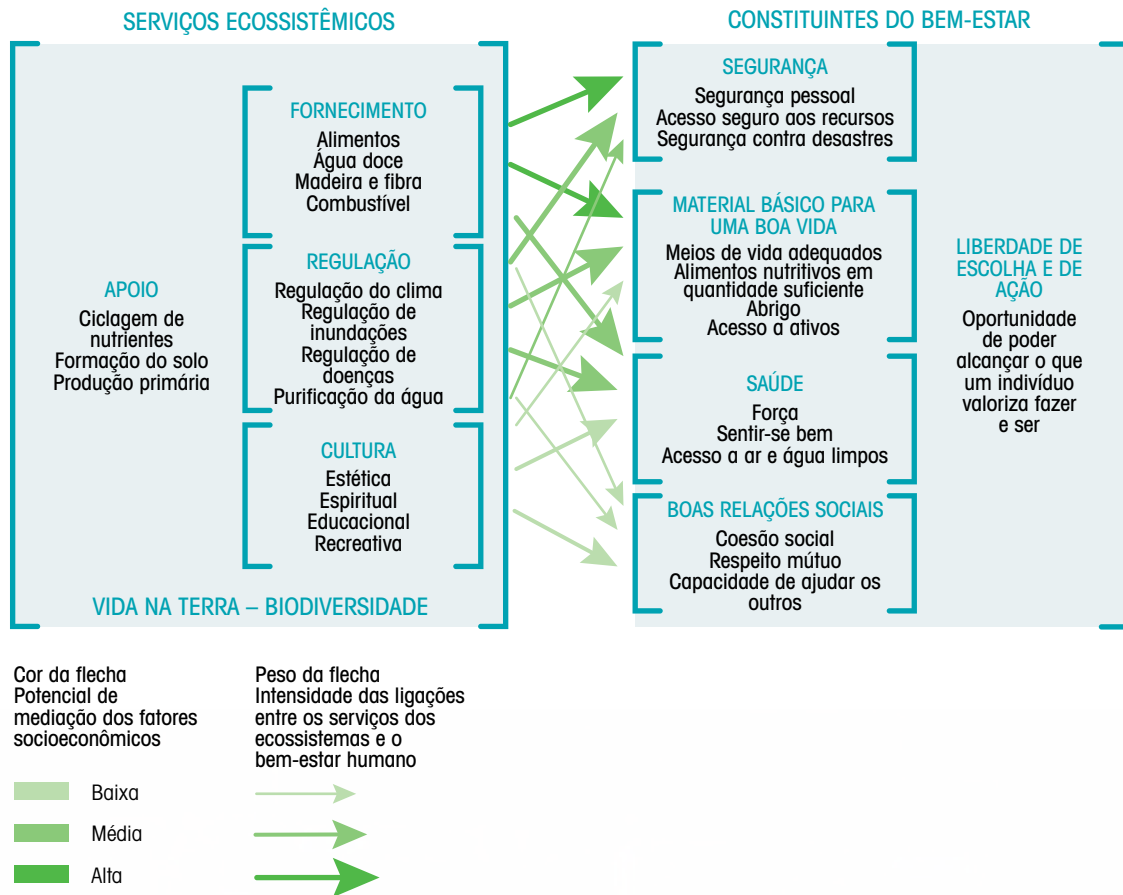 SERVIÇOS ECOSSISTÊMICOS
APOIO
Ciclagem de
nutrientes
Formação do solo
Produção primária
FORNECIMENTO
Alimentos
Água doce
Madeira e fibra
Combustível
REGULAÇÃO
Regulação do clima
Regulação de
inundações
Regulação de
doenças
Purificação da água
CULTURA
Estética
Espiritual
Educacional
Recreativa
VIDA NA TERRA – BIODIVERSIDADE
CONSTITUINTES DO BEM-ESTAR
SEGURANÇA
Segurança pessoal
Acesso seguro aos recursos
Segurança contra desastres
MATERIAL BÁSICO PARA
UMA BOA VIDA
Meios de vida adequados
Alimentos nutritivos em
quantidade suficiente
Abrigo
Acesso a ativos
SAÚDE
Força
Sentir-se bem
Acesso a ar e água limpos
BOAS RELAÇÕES SOCIAIS
Coesão social
Respeito mútuo
Capacidade de ajudar os
outros
LIBERDADE DE
ESCOLHA E DE
AÇÃO
Oportunidade
de poder
alcançar o que
um indivíduo
valoriza fazer
e ser
Cor da flecha
Potencial de
mediação dos fatores
socioeconômicos
Baixa
Média
Alta
Peso da flecha
Intensidade das ligações
entre os serviços dos
ecossistemas e o
bem-estar humano